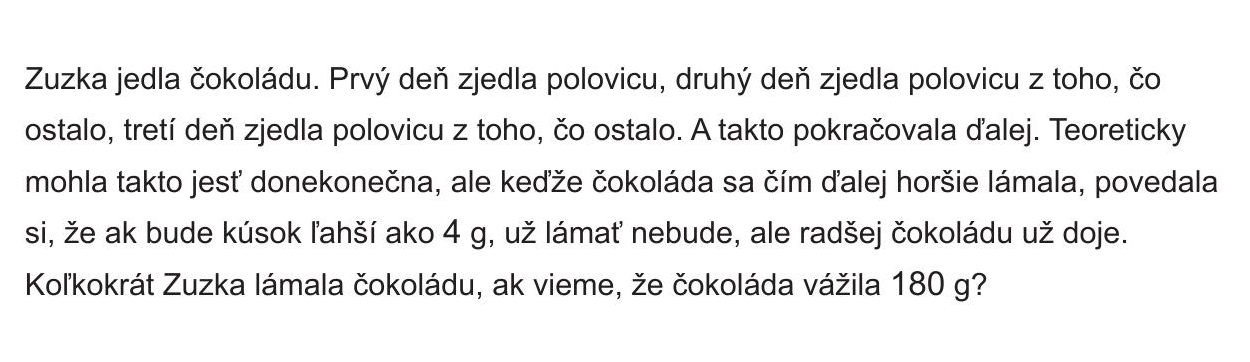 Zuzka jedla čokoládu. Prvý deň zjedla polovicu, druhý deň zjedla polovicu z toho, čo
ostalo, tretí deň zjedla polovicu z toho, čo ostalo. A takto pokračovala ďalej. Teoreticky
mohla takto jesť donekonečna, ale keďže čokoláda sa čím ďalej horšie lámala, povedala
si, že ak bude kúsok ľahší ako 4 g, už lámať nebude, ale radšej čokoládu už doje.
Koľkokrát Zuzka lámala čokoládu, ak vieme, že čokoláda vážila 180 g?